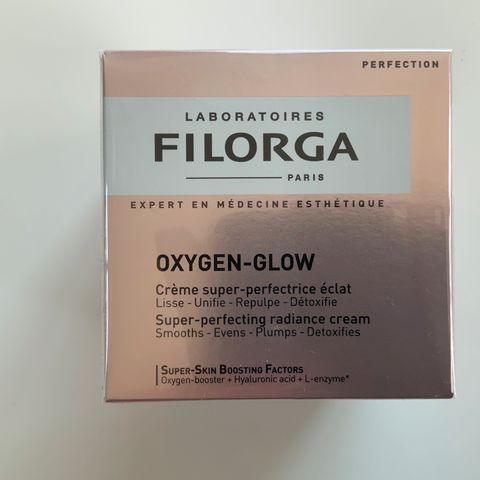 PERFECTION
LABORATOIRES
FILORGA
PARIS
EXPERT EN MÉDECINE ESTHÉTIQUE
OXYGEN-GLOW
Crème super-perfectrice éclat
Lisse - Unifie - Repulpe - Détoxifie
Super-perfecting radiance cream
Smooths - Evens - Plumps - Detoxifies
SUPER-SKIN BOOSTING FACTORS
Oxygen-booster + Hyaluronic acid + L-enzyme*